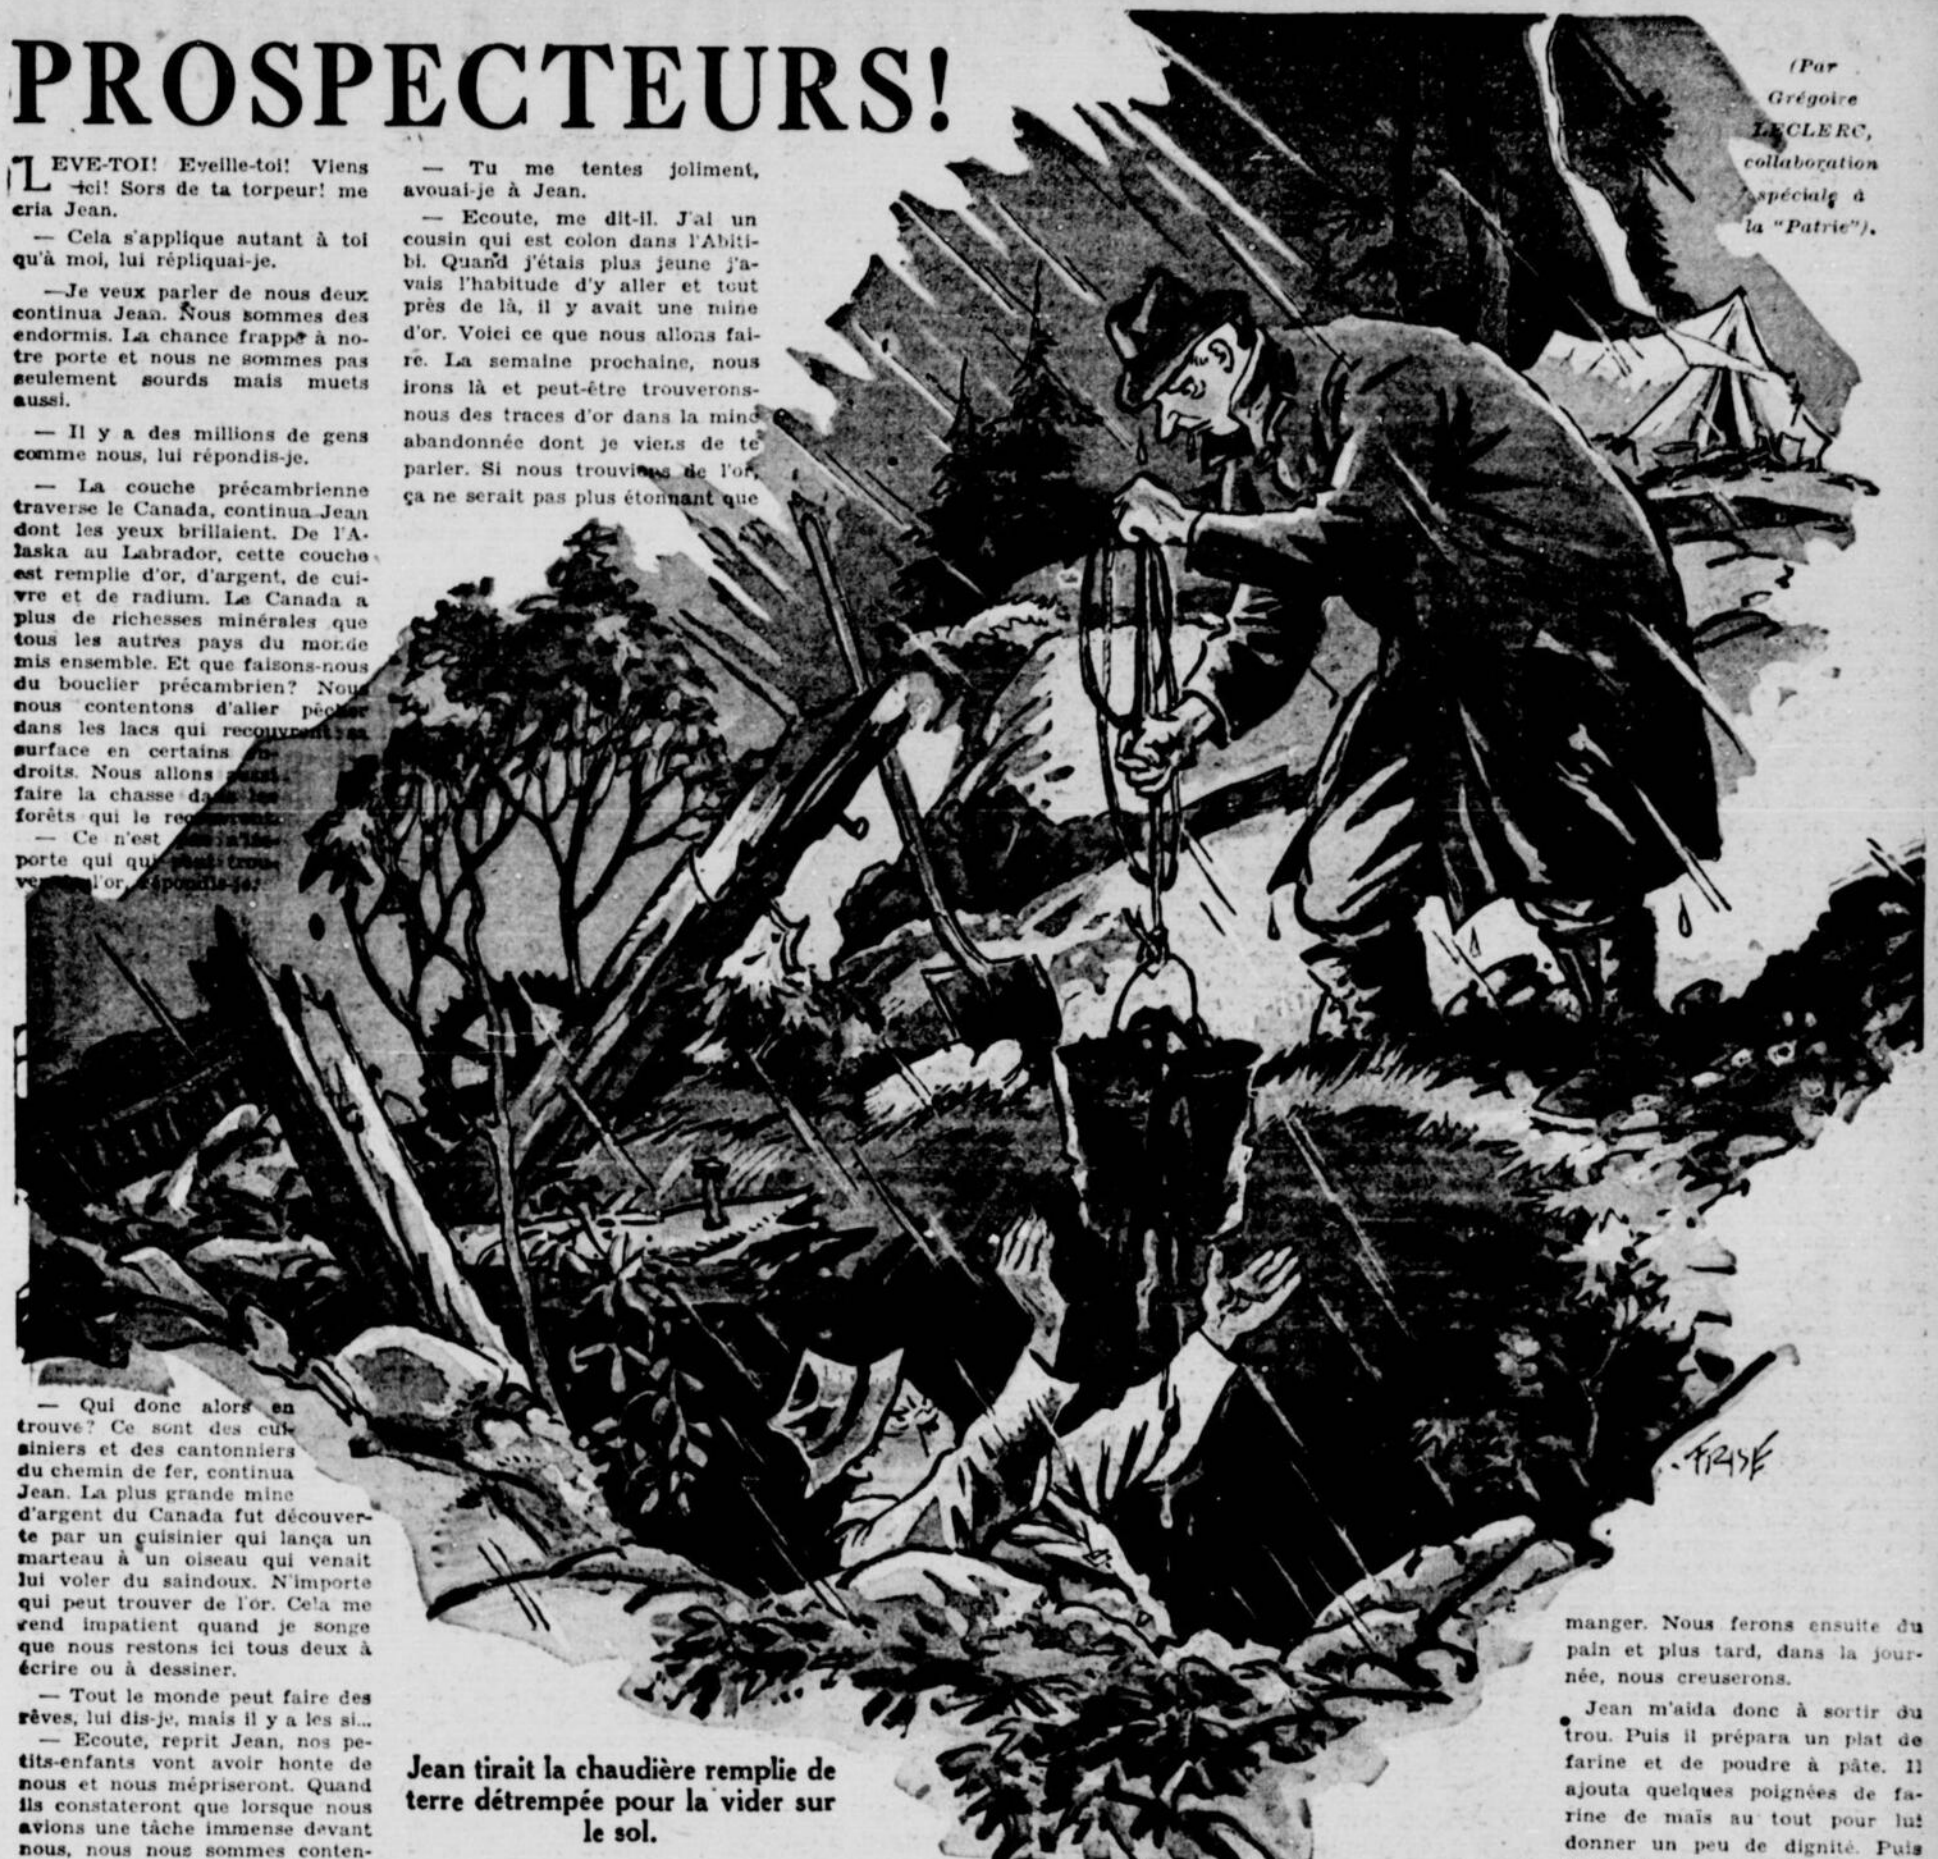 PROSPECTEURS!
(Par
Grégoire
LECLERC,
collaboration
spéciale à
la "Patrie").
"LEVE-TOI! Eveille-toi! Viens
ici! Sors de ta torpeur! me
cria Jean.
— Cela s'applique autant à toi
qu'à moi, lui répliquai-je.
—Je veux parler de nous deux
continua Jean. Nous sommes des
endormis. La chance frappe à no-
tre porte et nous ne sommes pas
seulement sourds mais muets
aussi.
— Il y a des millions de gens
comme nous, lui répondis-je.
— La couche précambrienne
traverse le Canada, continua Jean
dont les yeux brillaient. De l'A-
laska au Labrador, cette couche
est remplie d'or, d'argent, de cui-
vre et de radium. Le Canada a
plus de richesses minérales que
tous les autres pays du monde
mis ensemble. Et que faisons-nous
du bouclier précambrien? Nous
nous contentons d'aller pêcher
dans les lacs qui recouvrent sa
surface en certains en-
droits. Nous allons aussi
faire la chasse dans les
forêts qui le recouvrent.
— Ce n'est pas n'im-
porte qui qui peut trou-
ver de l'or, répondis-je.
— Qui donc alors en
trouve? Ce sont des cui-
siniers et des cantonniers
du chemin de fer, continua
Jean. La plus grande mine
d'argent du Canada fut découver-
te par un cuisinier qui lança un
marteau à un oiseau qui venait
lui voler du saindoux. N'importe
qui peut trouver de l'or. Cela me
rend impatient quand je songe
que nous restons ici tous deux à
écrire ou à dessiner.
— Tout le monde peut faire des
rêves, lui dis-je, mais il y a les si...
— Ecoute, reprit Jean, nos pe-
tits-enfants vont avoir honte de
nous et nous mépriseront. Quand
ils constateront que lorsque nous
avions une tâche immense devant
nous, nous nous sommes conten-
— Tu me tentes joliment,
avouai-je à Jean.
— Ecoute, me dit-il. J'ai un
cousin qui est colon dans l'Abiti-
bi. Quand j'étais plus jeune j'a-
vais l'habitude d'y aller et tout
près de là, il y avait une mine
d'or. Voici ce que nous allons fai-
re. La semaine prochaine, nous
irons là et peut-être trouverons-
nous des traces d'or dans la mine
abandonnée dont je viens de te
parler. Si nous trouvions de l'or,
ça ne serait pas plus étonnant que
FRISE
Jean tirait la chaudière remplie de
terre détrempée pour la vider sur
le sol.
manger. Nous ferons ensuite du
pain et plus tard, dans la jour-
née, nous creuserons.
Jean m'aida donc à sortir du
trou. Puis il prépara un plat de
farine et de poudre à pâte. Il
ajouta quelques poignées de fa-
rine de maïs au tout pour lui
donner un peu de dignité. Puis